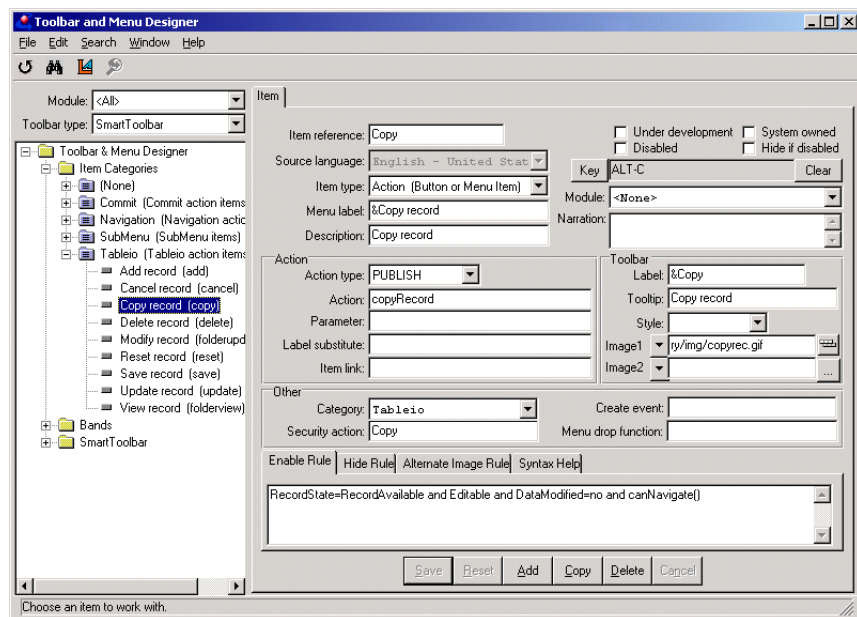 Toolbar and Menu Designer
File Edit Search Window Help
Module: <All>
Toolbar type: SmartToolbar
Toolbar & Menu Designer
Item Categories
(None)
Commit (Commit action items
Navigation (Navigation actic
SubMenu (SubMenu items)
Tableio (Tableio action items
Add record (add)
Cancel record (cancel)
Copy record (copy)
Delete record (delete)
Modify record (folderupd
Reset record (reset)
Save record (save)
Update record (update)
View record (folderview)
Bands
SmartToolbar
Item
Item reference: Copy
Source language: English - United Stat
Item type: Action (Button or Menu Item)
Menu label: &Copy record
Description: Copy record
Under development System owned
Disabled Hide if disabled
Key ALT-C Clear
Module: <None>
Narration:
Action
Action type: PUBLISH
Action: copyRecord
Parameter:
Label substitute:
Item link:
Toolbar
Label: &Copy
Tooltip: Copy record
Style:
Image1 ry/img/copyrec.gif
Image2 ...
Other
Category: Tableio
Security action: Copy
Create event:
Menu drop function:
Enable Rule Hide Rule Alternate Image Rule Syntax Help
RecordState=RecordAvailable and Editable and DataModified=no and canNavigate()
Save Reset Add Copy Delete Cancel
Choose an item to work with.